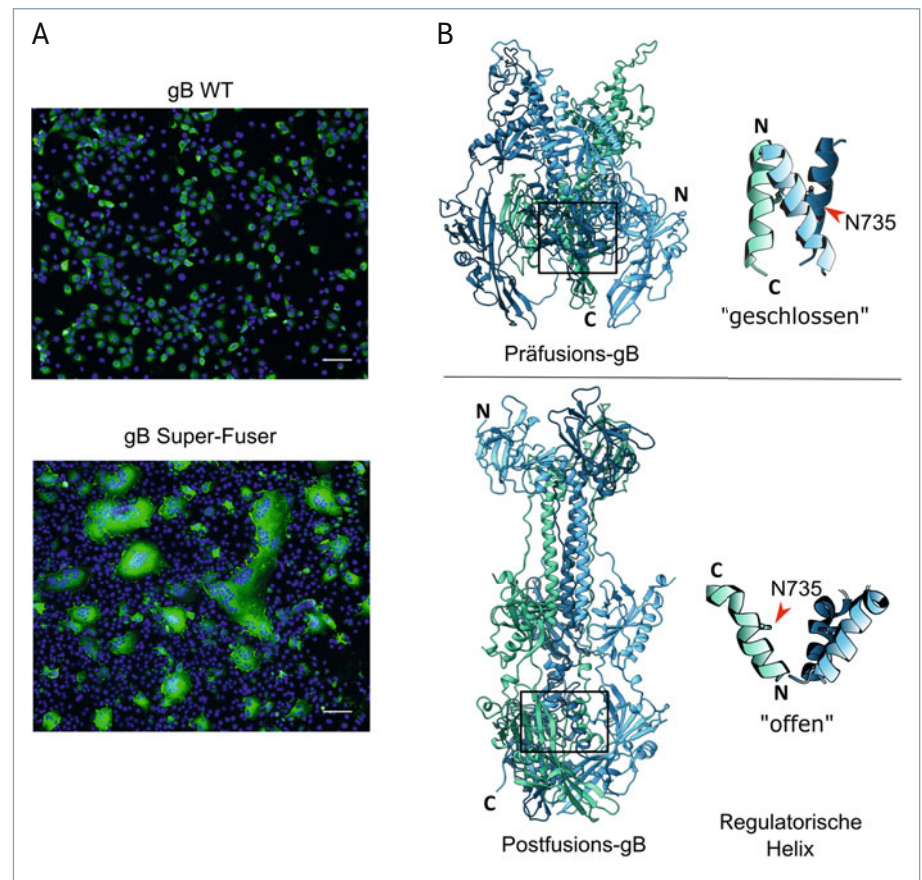 A
gB WT
gB Super-Fuser
B
N
C
Präfusions-gB
N
N735
C
"geschlossen"
N
C
Postfusions-gB
C
N735
N
"offen"
Regulatorische
Helix